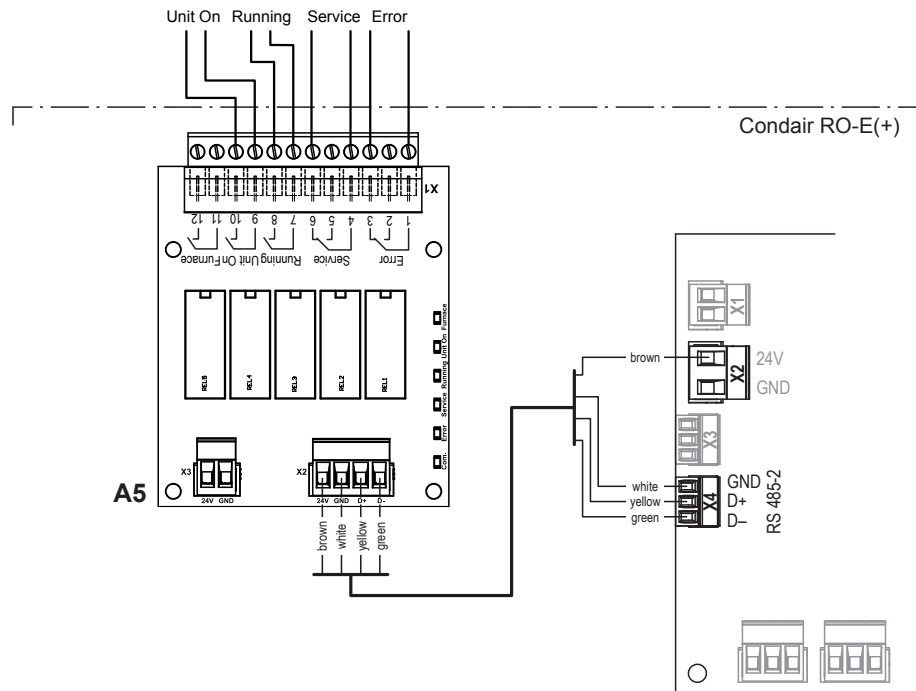 Unit On Running Service Error
Condair RO-E(+)
X1
12 11 10 9 8 7 6 5 4 3 2 1
Furnace Unit On Running Service Error
REL5 REL4 REL3 REL2 REL1
Furnace
Unit On
Running
Service
Error
Com.
X3
24V GND
X2
24V GND D+ D-
A5
brown
white
yellow
green
X1
brown
X2
24V
GND
X3
white
yellow
green
X4
GND
D+
D–
RS 485-2